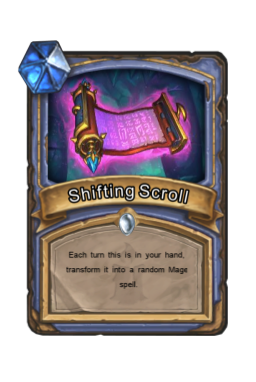 Shifting Scroll
Each turn this is in your hand,
transform it into a random Mage
spell.